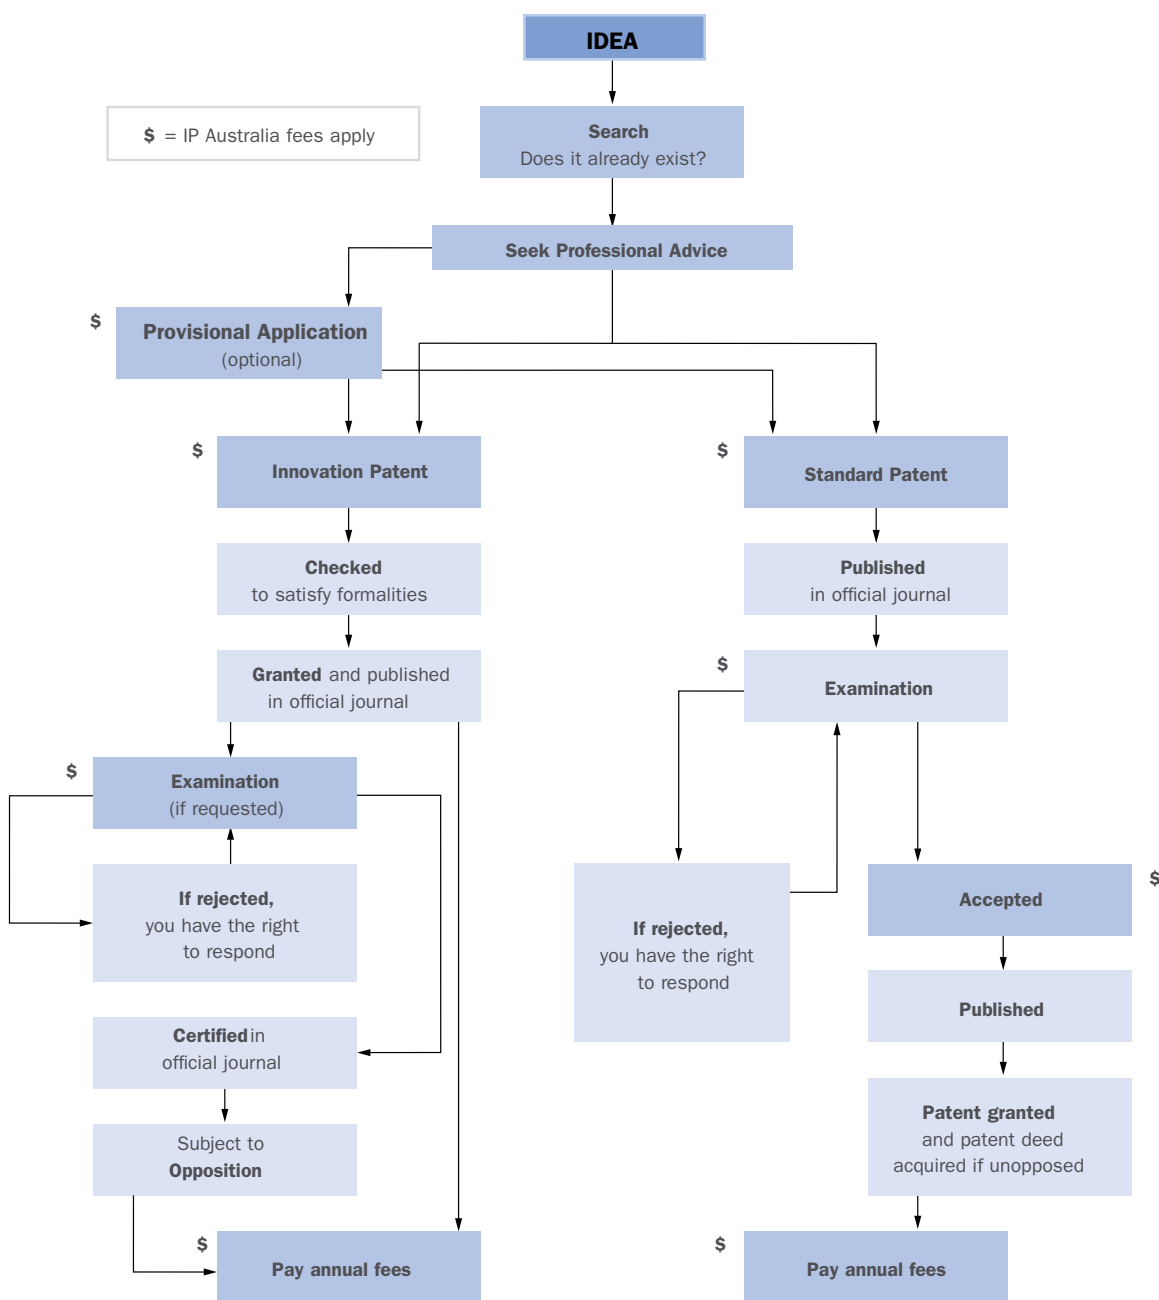 IDEA
$ = IP Australia fees apply
Search
Does it already exist?
Seek Professional Advice
$
Provisional Application
(optional)
$
Innovation Patent
$
Standard Patent
Checked
to satisfy formalities
Published
in official journal
Granted and published
in official journal
$
Examination
$
Examination
(if requested)
If rejected,
you have the right
to respond
If rejected,
you have the right
to respond
$
Accepted
Published
Certified in
official journal
Patent granted
and patent deed
acquired if unopposed
Subject to
Opposition
$
Pay annual fees
$
Pay annual fees